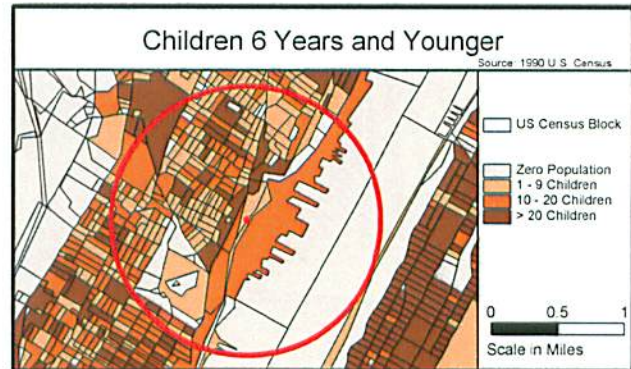 Children 6 Years and Younger
Source: 1990 U.S. Census
US Census Block
Zero Population
1 - 9 Children
10 - 20 Children
> 20 Children
0 0.5 1
Scale in Miles